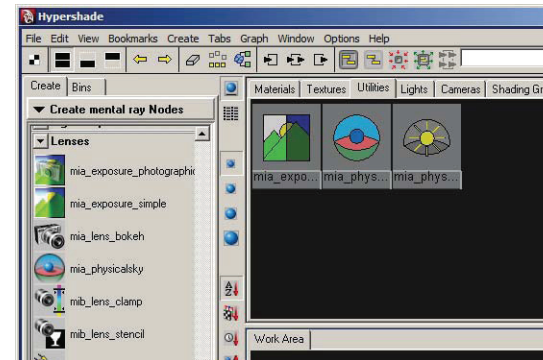 Hypershade
File Edit View Bookmarks Create Tabs Graph Window Options Help
Create Bins
Create mental ray Nodes
Lenses
mia_exposure_photographic
mia_exposure_simple
mia_lens_bokeh
mia_physicalsky
mib_lens_clamp
mib_lens_stencil
Materials Textures Utilities Lights Cameras Shading Gr
mia_expo... mia_phys... mia_phys...
Work Area